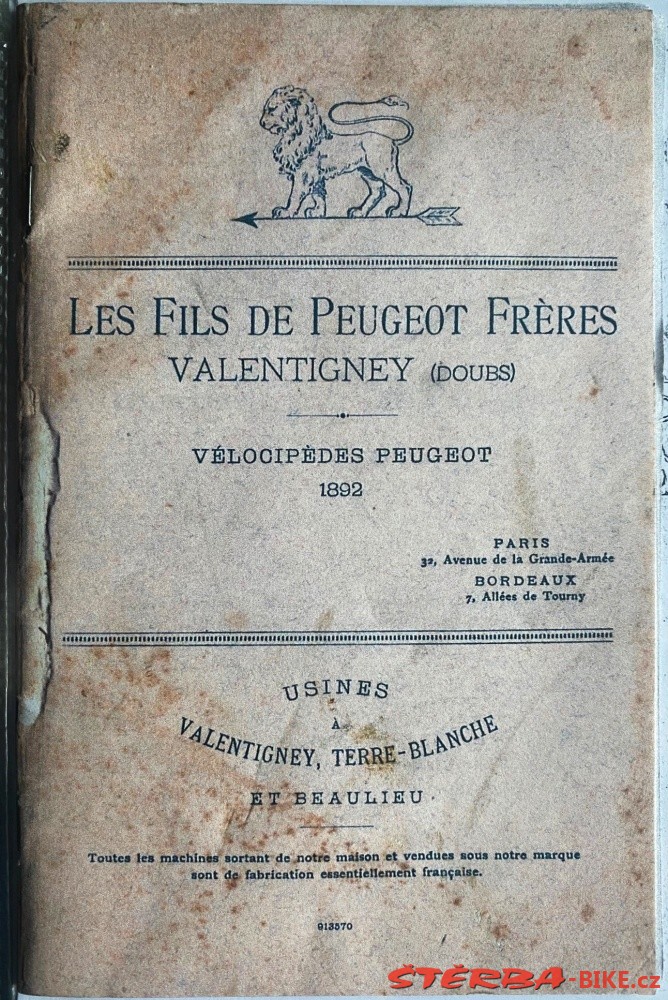 LES FILS DE PEUGEOT FRÈRES
VALENTIGNEY (DOUBS)
VÉLOCIPÈDES PEUGEOT
1892
PARIS
32, Avenue de la Grande-Armée
BORDEAUX
7, Allées de Tourny
USINES
À
VALENTIGNEY, TERRE-BLANCHE
ET BEAULIEU
Toutes les machines sortant de notre maison et vendues sous notre marque
sont de fabrication essentiellement française.
913570
ŠTĚRBA-BIKE.cz